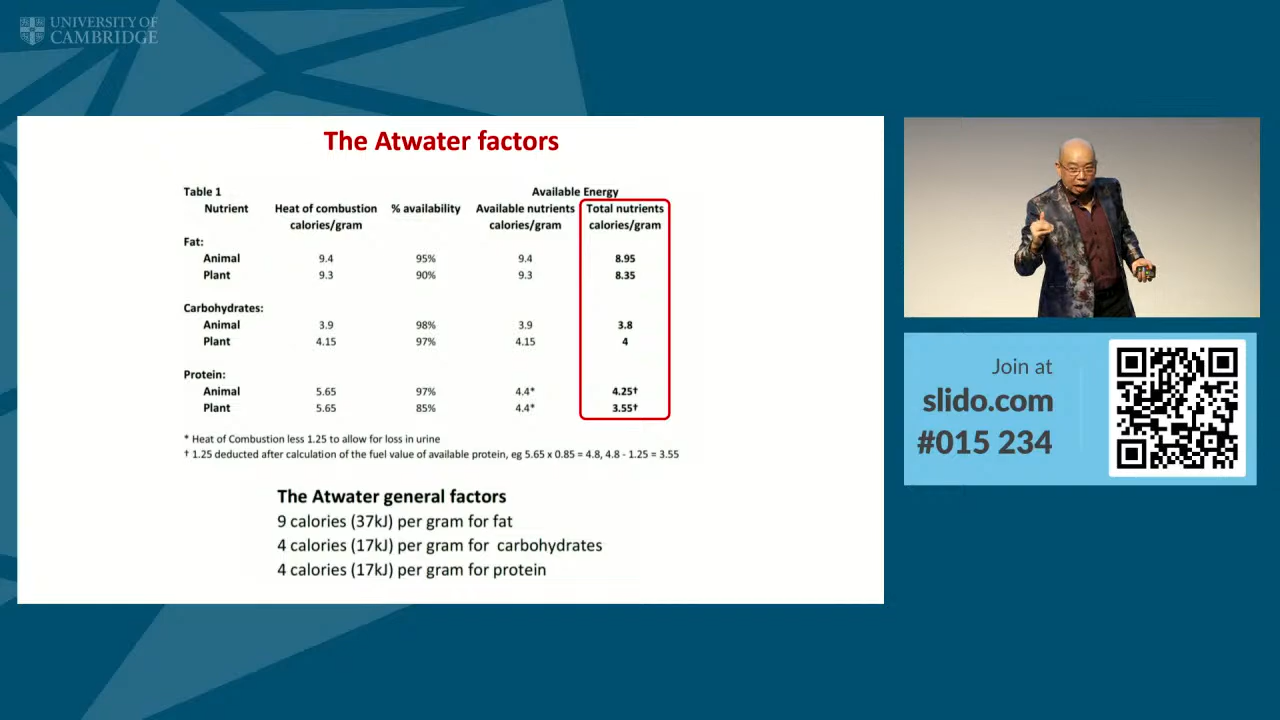 UNIVERSITY OF
CAMBRIDGE
The Atwater factors
Table 1 Available Energy
Nutrient Heat of combustion % availability Available nutrients Total nutrients
calories/gram calories/gram calories/gram
Fat:
Animal 9.4 95% 9.4 8.95
Plant 9.3 90% 9.3 8.35
Carbohydrates:
Animal 3.9 98% 3.9 3.8
Plant 4.15 97% 4.15 4
Protein:
Animal 5.65 97% 4.4* 4.25†
Plant 5.65 85% 4.4* 3.55†
* Heat of Combustion less 1.25 to allow for loss in urine
† 1.25 deducted after calculation of the fuel value of available protein, eg 5.65 x 0.85 = 4.8, 4.8 - 1.25 = 3.55
The Atwater general factors
9 calories (37kJ) per gram for fat
4 calories (17kJ) per gram for carbohydrates
4 calories (17kJ) per gram for protein
Join at
slido.com
#015 234